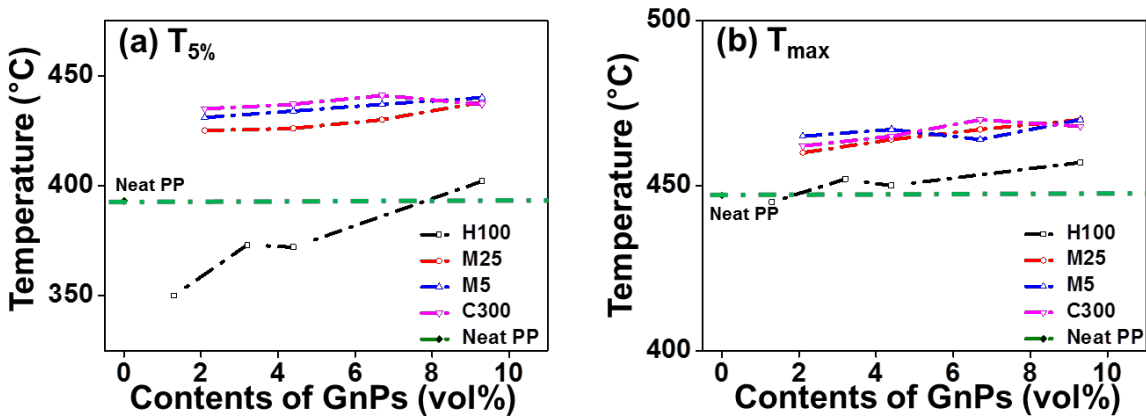 (a) T5%
Temperature (°C)
450
400
350
Neat PP
H100
M25
M5
C300
Neat PP
0 2 4 6 8 10
Contents of GnPs (vol%)
(b) Tmax
Temperature (°C)
500
450
400
Neat PP
H100
M25
M5
C300
Neat PP
0 2 4 6 8 10
Contents of GnPs (vol%)